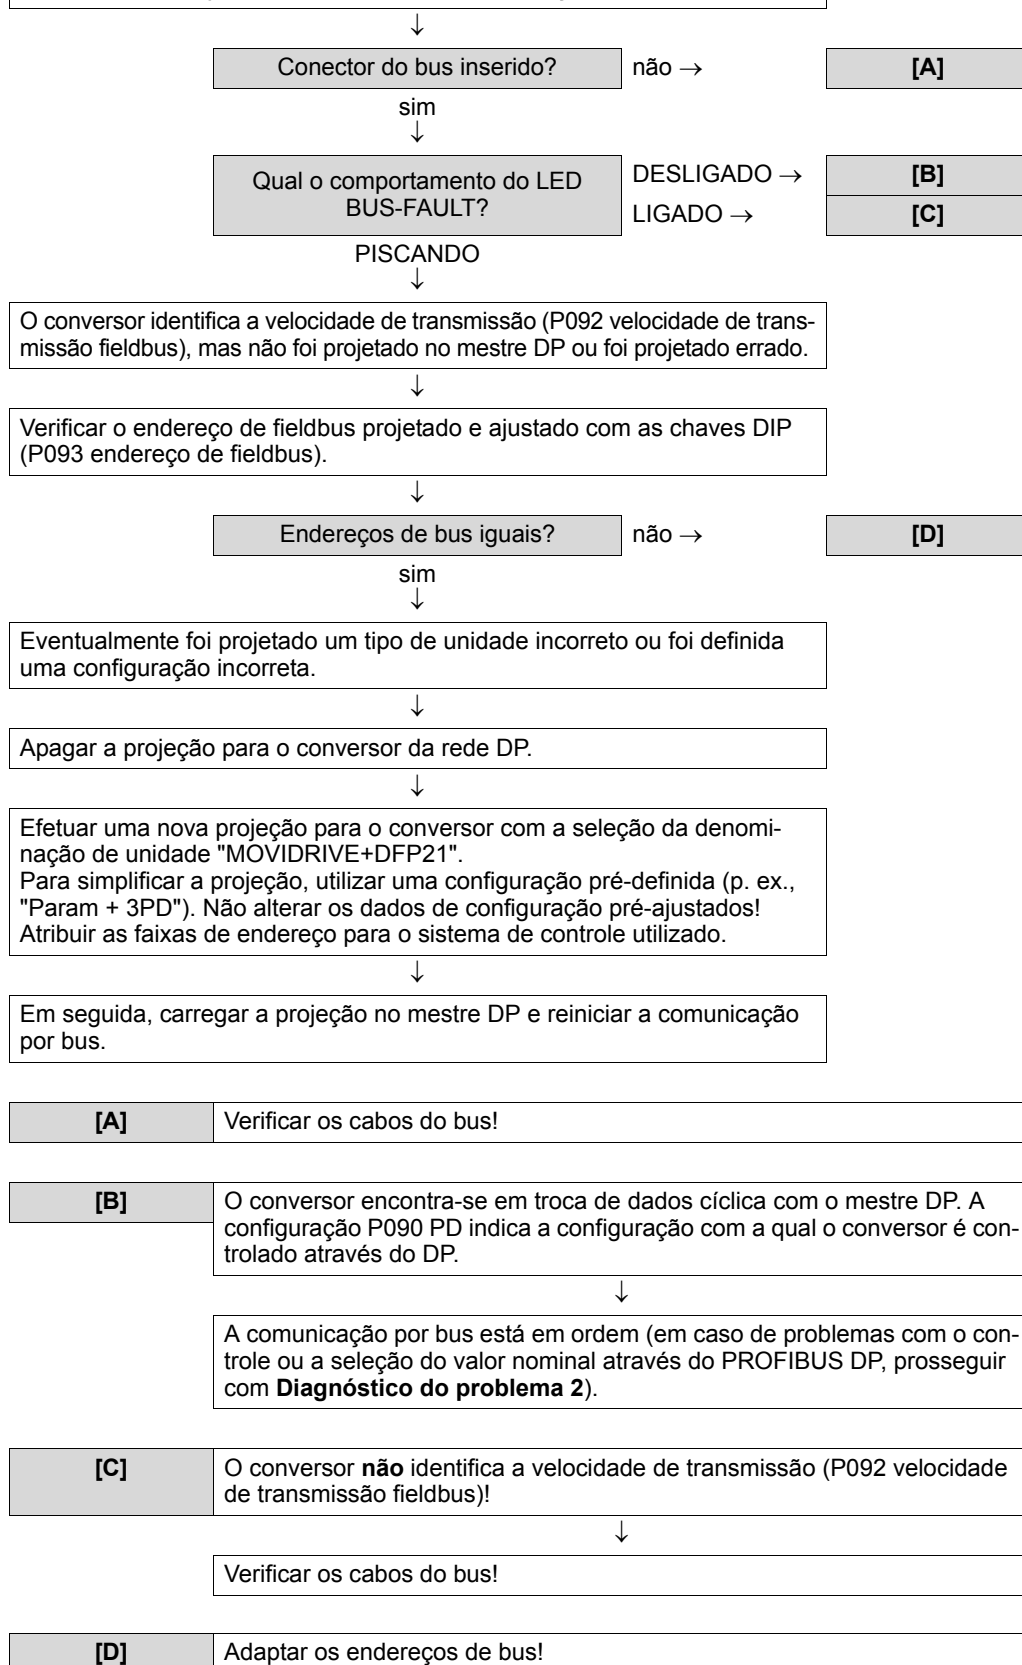 ↓
Conector do bus inserido? não → [A]
sim
↓
Qual o comportamento do LED BUS-FAULT? DESLIGADO → [B]
LIGADO → [C]
PISCANDO
↓
O conversor identifica a velocidade de transmissão (P092 velocidade de trans-
missão fieldbus), mas não foi projetado no mestre DP ou foi projetado errado.
↓
Verificar o endereço de fieldbus projetado e ajustado com as chaves DIP
(P093 endereço de fieldbus).
↓
Endereços de bus iguais? não → [D]
sim
↓
Eventualmente foi projetado um tipo de unidade incorreto ou foi definida
uma configuração incorreta.
↓
Apagar a projeção para o conversor da rede DP.
↓
Efetuar uma nova projeção para o conversor com a seleção da denomi-
nação de unidade "MOVIDRIVE+DFP21".
Para simplificar a projeção, utilizar uma configuração pré-definida (p. ex.,
"Param + 3PD"). Não alterar os dados de configuração pré-ajustados!
Atribuir as faixas de endereço para o sistema de controle utilizado.
↓
Em seguida, carregar a projeção no mestre DP e reiniciar a comunicação
por bus.
[A] Verificar os cabos do bus!
[B] O conversor encontra-se em troca de dados cíclica com o mestre DP. A
configuração P090 PD indica a configuração com a qual o conversor é con-
trolado através do DP.
↓
A comunicação por bus está em ordem (em caso de problemas com o con-
trole ou a seleção do valor nominal através do PROFIBUS DP, prosseguir
com Diagnóstico do problema 2).
[C] O conversor não identifica a velocidade de transmissão (P092 velocidade
de transmissão fieldbus)!
↓
Verificar os cabos do bus!
[D] Adaptar os endereços de bus!